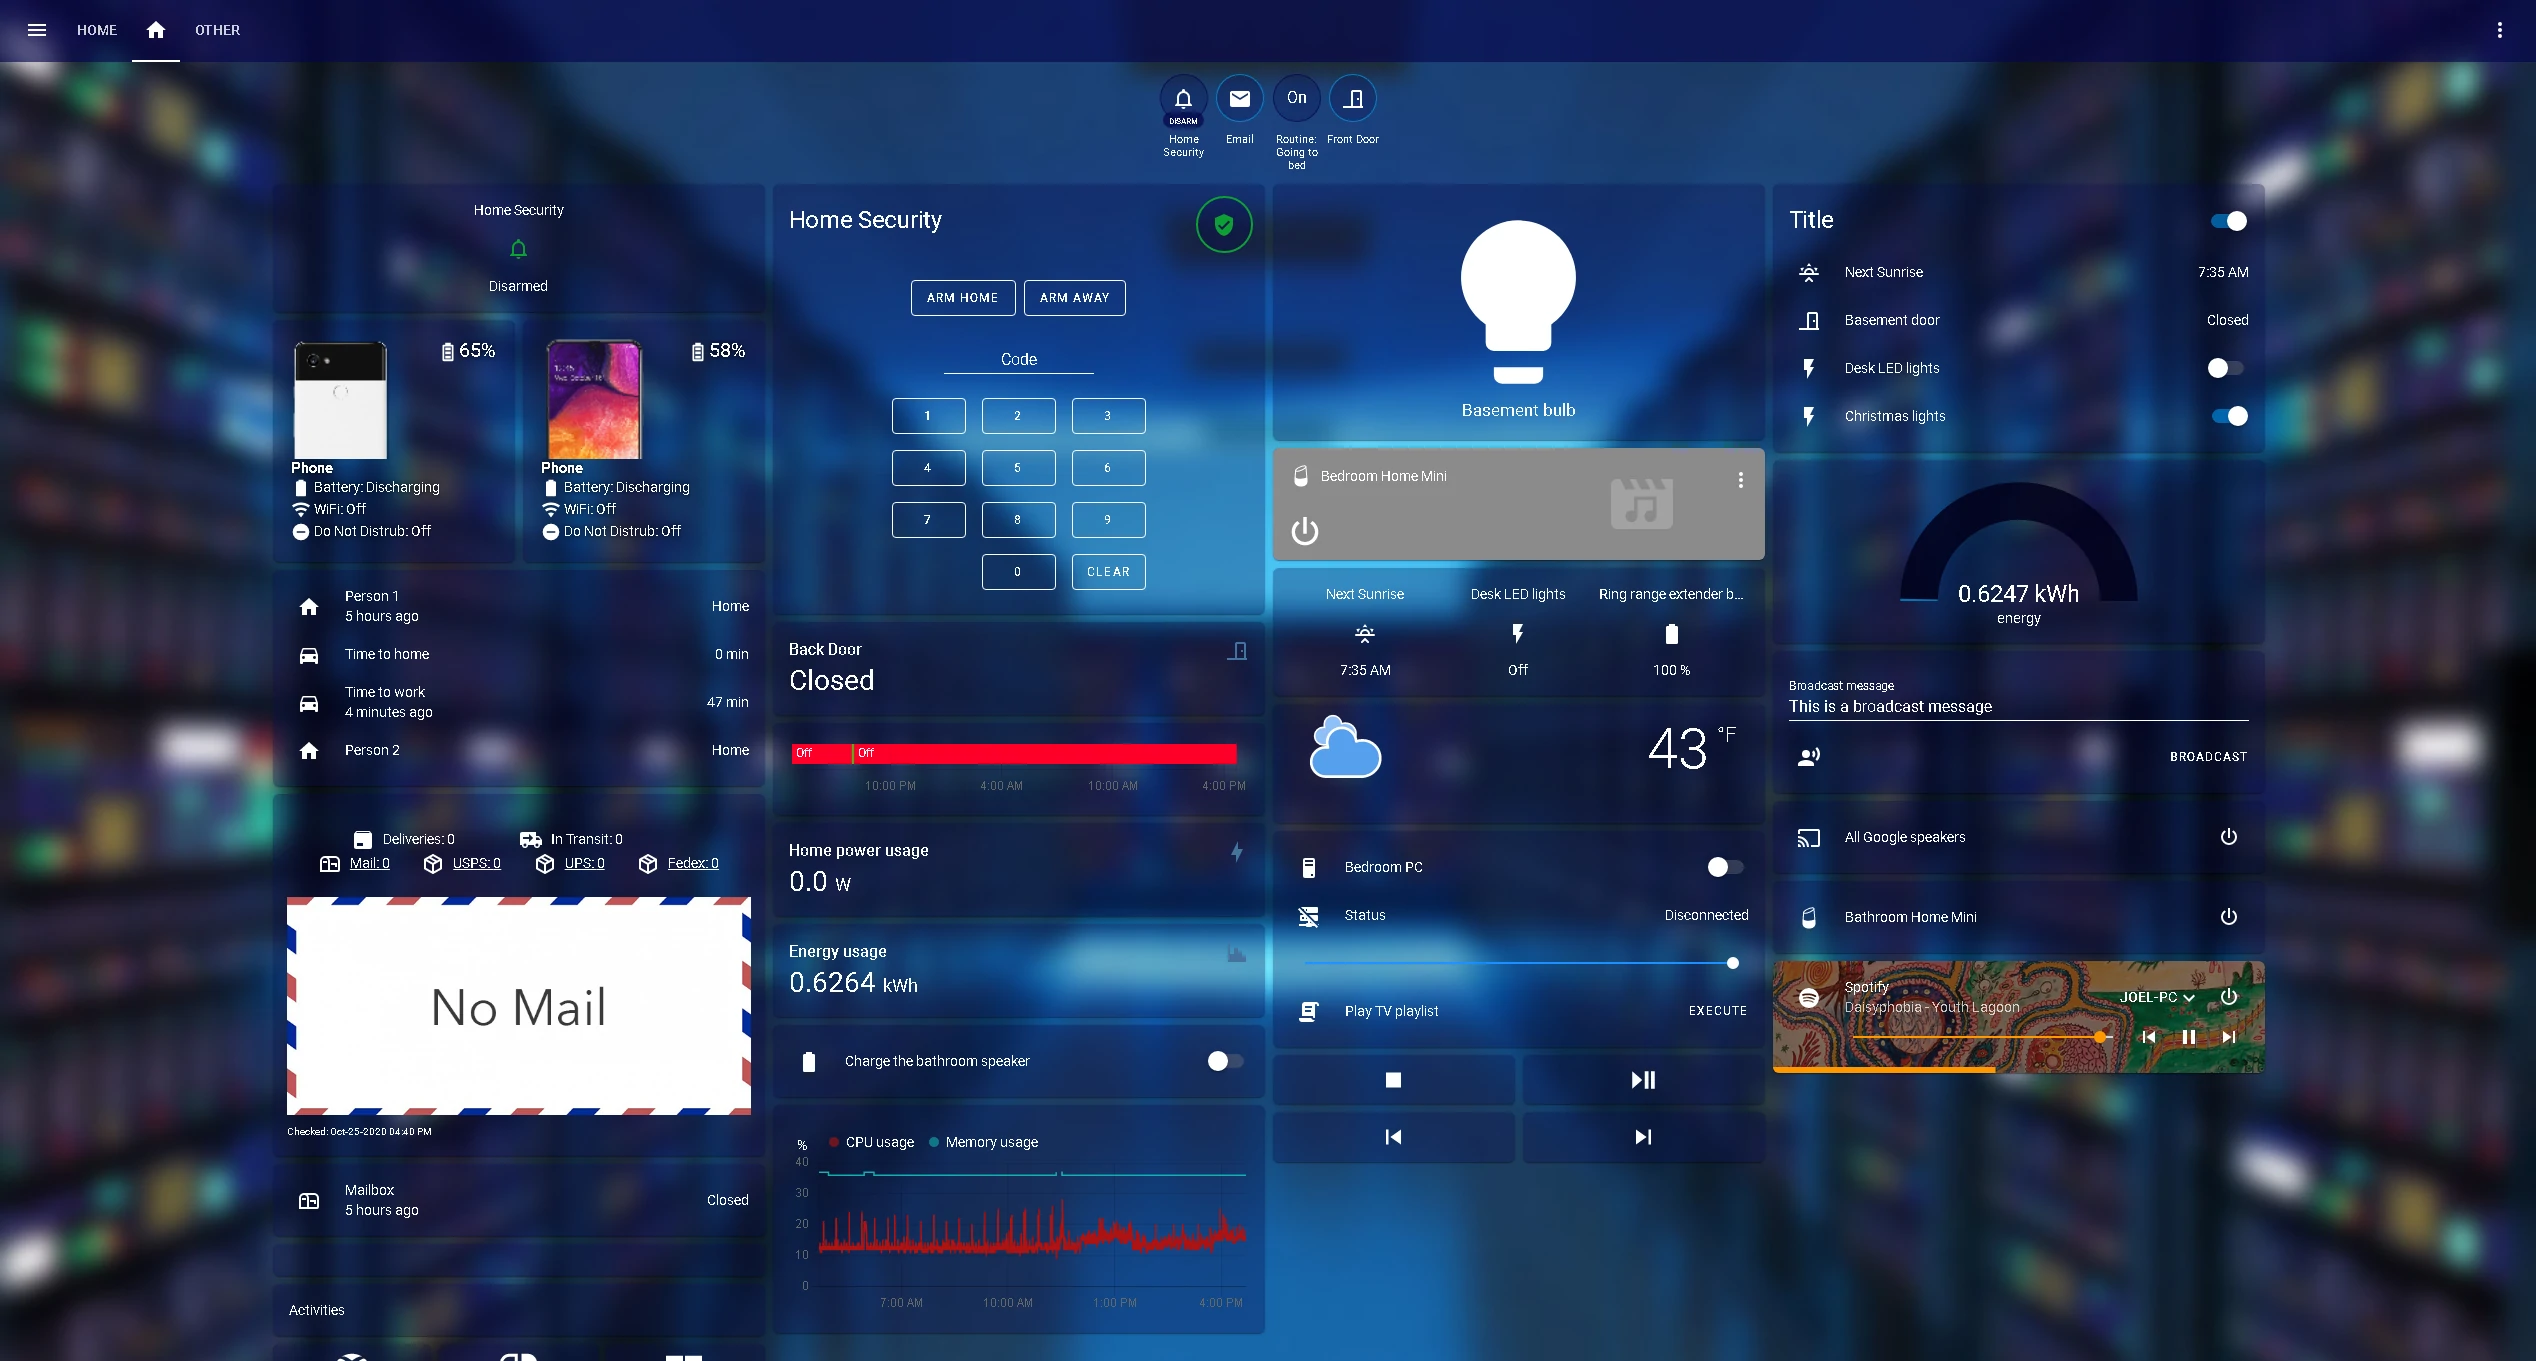 HOME
OTHER
DISARM
Home
Security
Email
On
Routine:
Going to
bed
Front Door
Home Security
Disarmed
65%
Phone
Battery: Discharging
WiFi: Off
Do Not Distrub: Off
58%
Phone
Battery: Discharging
WiFi: Off
Do Not Distrub: Off
Person 1
5 hours ago
Home
Time to home
0 min
Time to work
4 minutes ago
47 min
Person 2
Home
Deliveries: 0
In Transit: 0
Mail: 0
USPS: 0
UPS: 0
Fedex: 0
No Mail
Checked: Oct-25-2020 04:40 PM
Mailbox
5 hours ago
Closed
Activities
Home Security
ARM HOME
ARM AWAY
Code
1
2
3
4
5
6
7
8
9
0
CLEAR
Back Door
Closed
Off
Off
10:00 PM
4:00 AM
10:00 AM
4:00 PM
Home power usage
0.0 W
Energy usage
0.6264 kWh
Charge the bathroom speaker
%
CPU usage
Memory usage
40
30
20
10
0
7:00 AM
10:00 AM
1:00 PM
4:00 PM
Basement bulb
Bedroom Home Mini
Next Sunrise
7:35 AM
Desk LED lights
Off
Ring range extender b...
100 %
43 °F
Bedroom PC
Status
Disconnected
Play TV playlist
EXECUTE
Title
Next Sunrise
7:35 AM
Basement door
Closed
Desk LED lights
Christmas lights
0.6247 kWh
energy
Broadcast message
This is a broadcast message
BROADCAST
All Google speakers
Bathroom Home Mini
Spotify
Daisyphobia - Youth Lagoon
JOEL-PC